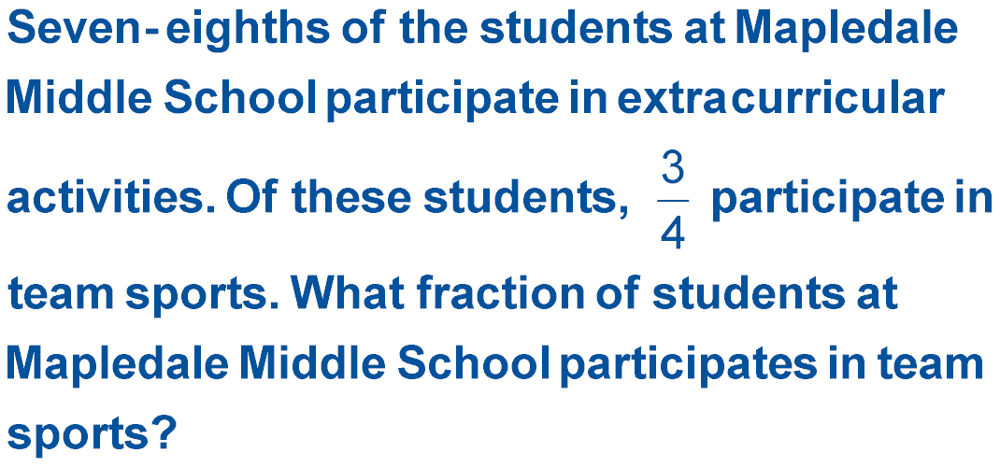 Seven-eighths of the students at Mapledale
Middle School participate in extracurricular
activities. Of these students, 3/4 participate in
team sports. What fraction of students at
Mapledale Middle School participates in team
sports?